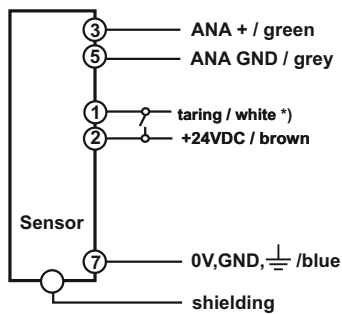 3 ANA + / green
5 ANA GND / grey
1 taring / white *)
2 +24VDC / brown
Sensor
7 0V,GND, /blue
shielding